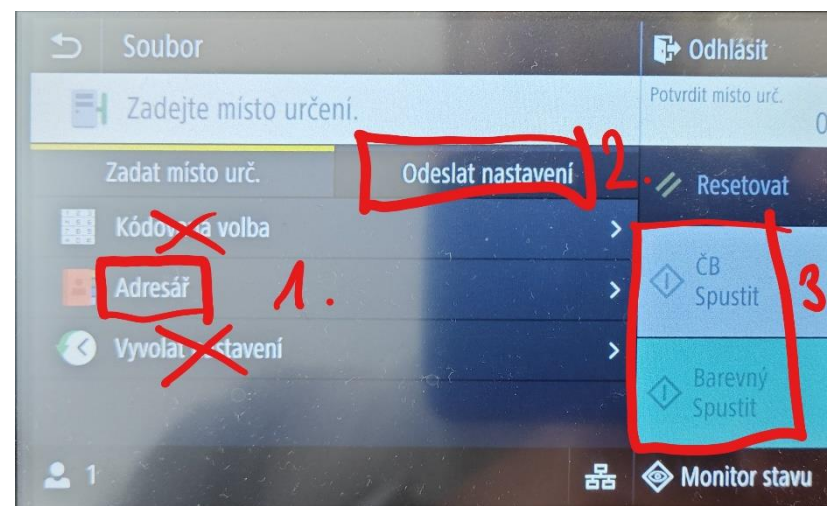 Soubor
Odhlásit
Zadejte místo určení.
Potvrdit místo urč.
0
Zadat místo urč.
Odeslat nastavení
2.
Resetovat
Kódovaná volba
Adresář
1.
ČB
Spustit
3
Vyvolat nastavení
Barevný
Spustit
1
Monitor stavu